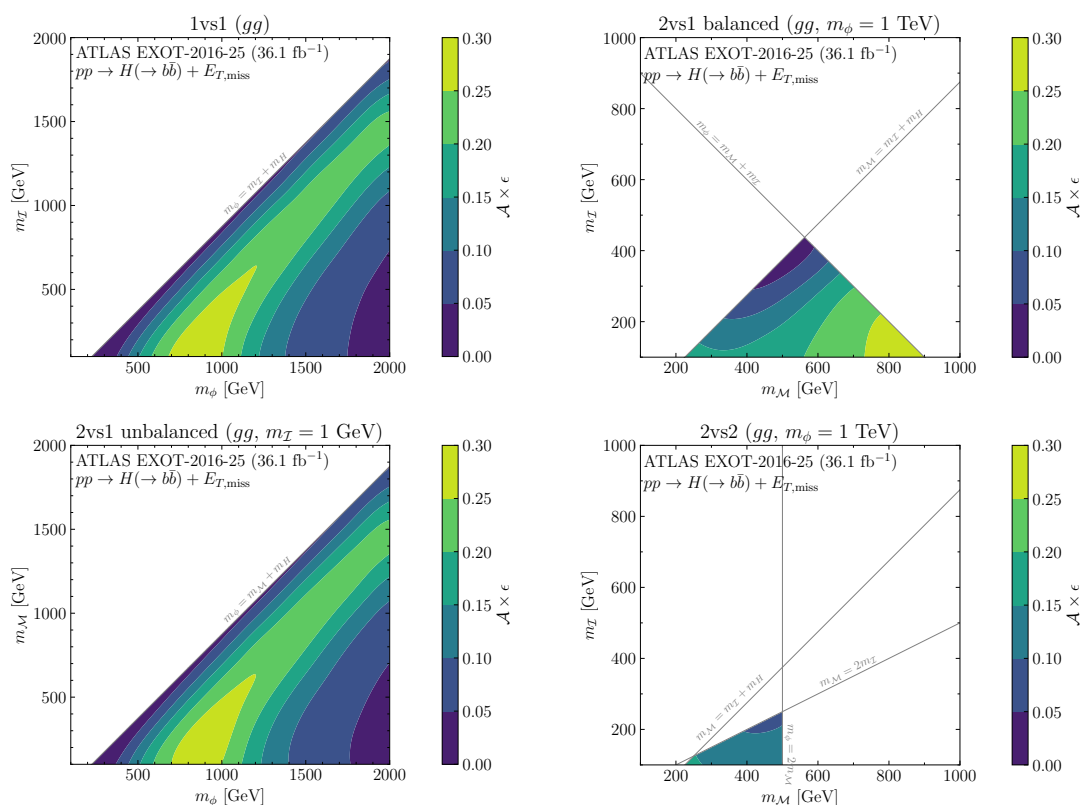 1vs1 (gg)
ATLAS EXOT-2016-25 (36.1 fb⁻¹)
pp → H(→ bb̄) + E_{T,miss}
m_ϕ = m_ℐ + m_H
2000
1500
1000
500
m_ℐ [GeV]
500 1000 1500 2000
m_ϕ [GeV]
0.30
0.25
0.20
0.15
0.10
0.05
0.00
𝒜 × ϵ
2vs1 balanced (gg, m_ϕ = 1 TeV)
ATLAS EXOT-2016-25 (36.1 fb⁻¹)
pp → H(→ bb̄) + E_{T,miss}
m_ϕ = m_ℳ + m_ℐ
m_ℳ = m_ℐ + m_H
1000
800
600
400
200
m_ℐ [GeV]
200 400 600 800 1000
m_ℳ [GeV]
0.30
0.25
0.20
0.15
0.10
0.05
0.00
𝒜 × ϵ
2vs1 unbalanced (gg, m_ℐ = 1 GeV)
ATLAS EXOT-2016-25 (36.1 fb⁻¹)
pp → H(→ bb̄) + E_{T,miss}
m_ϕ = m_ℳ + m_H
2000
1500
1000
500
m_ℳ [GeV]
500 1000 1500 2000
m_ϕ [GeV]
0.30
0.25
0.20
0.15
0.10
0.05
0.00
𝒜 × ϵ
2vs2 (gg, m_ϕ = 1 TeV)
ATLAS EXOT-2016-25 (36.1 fb⁻¹)
pp → H(→ bb̄) + E_{T,miss}
m_ℳ = m_ℐ + m_H
m_ℳ = 2m_ℐ
m_ϕ = 2m_ℳ
1000
800
600
400
200
m_ℐ [GeV]
200 400 600 800 1000
m_ℳ [GeV]
0.30
0.25
0.20
0.15
0.10
0.05
0.00
𝒜 × ϵ